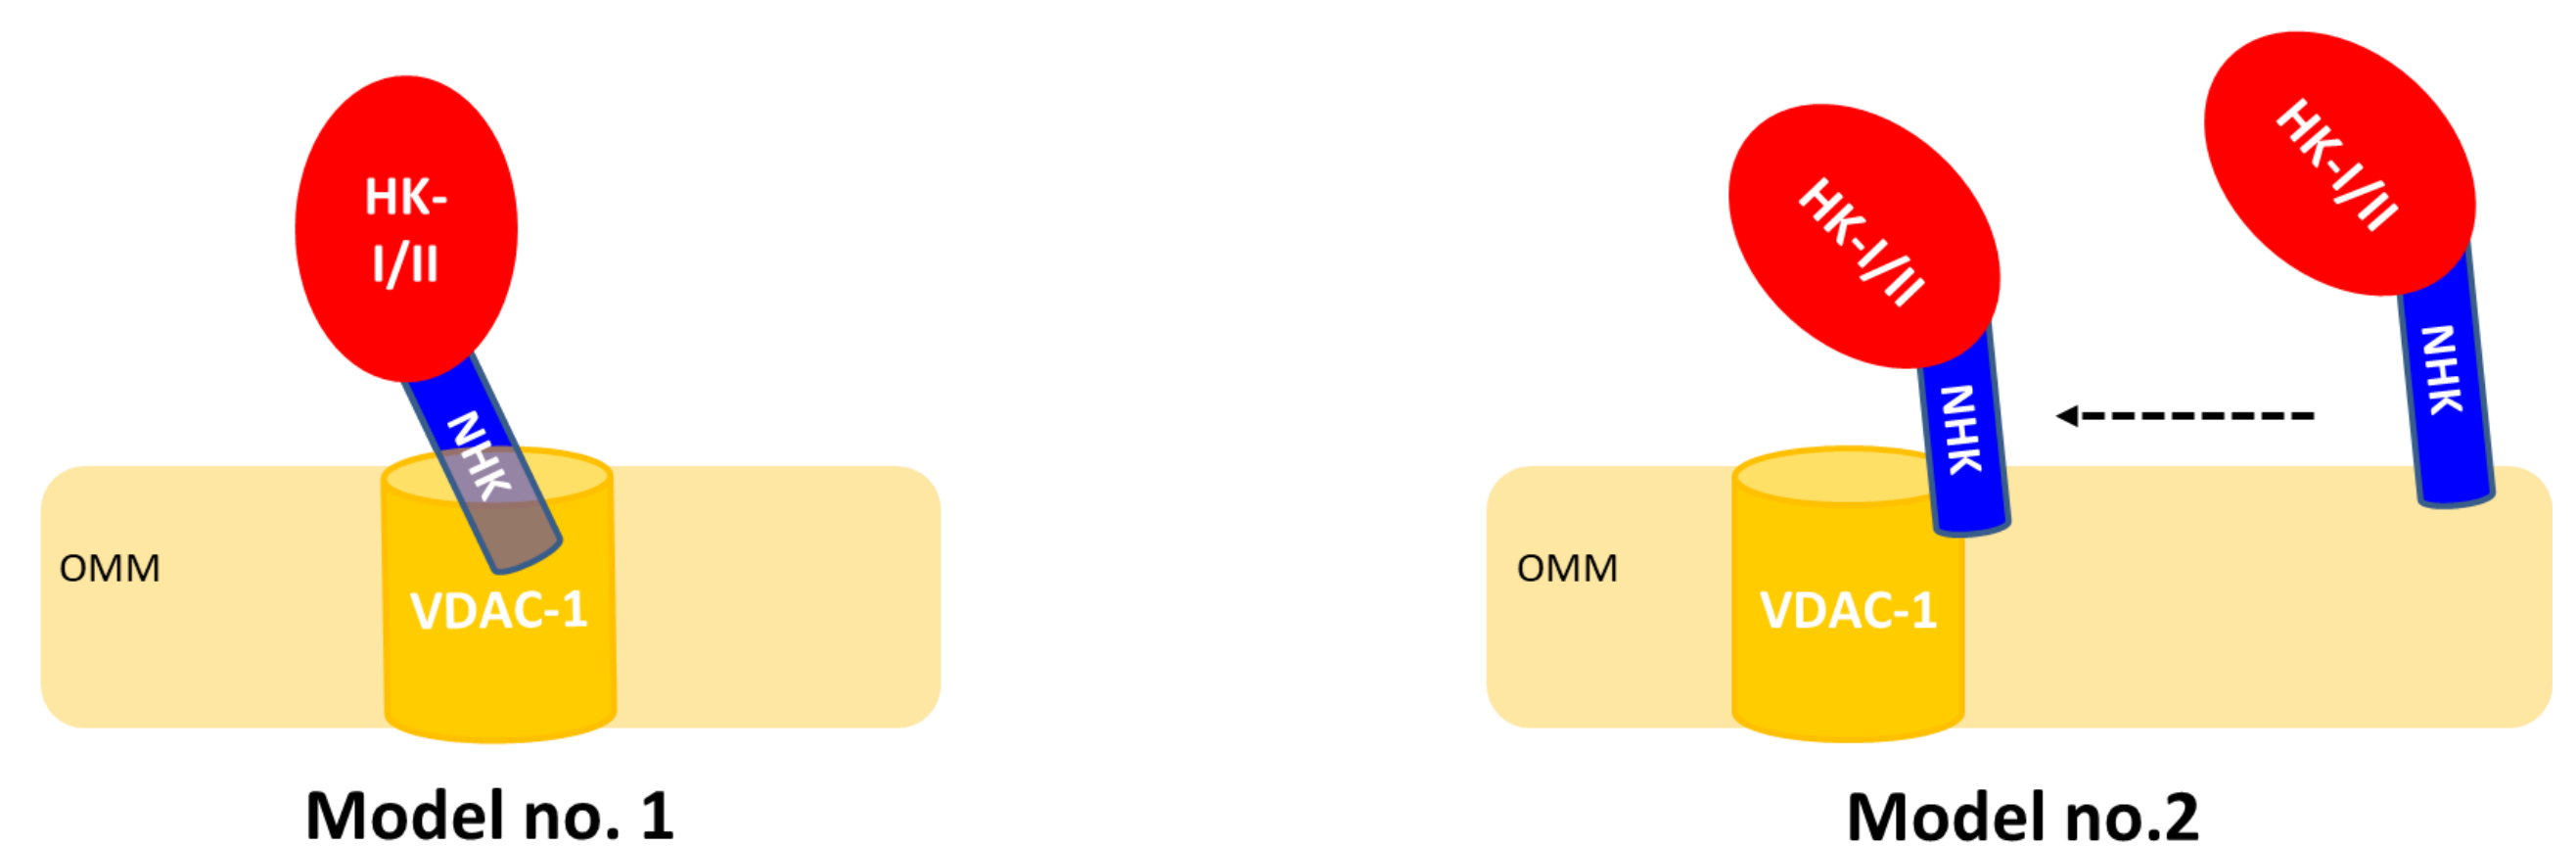 HK-
I/II
NHK
OMM
VDAC-1
Model no. 1
HK-I/II
NHK
HK-I/II
NHK
OMM
VDAC-1
Model no.2